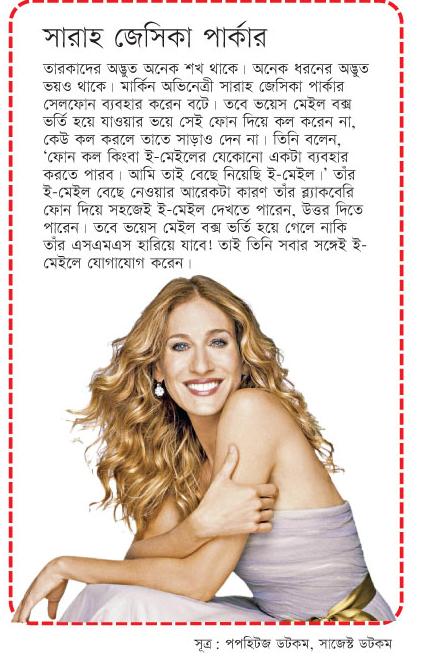 সারাহ জেসিকা পার্কার
তারকাদের অদ্ভুত অনেক শখ থাকে। অনেক ধরনের অদ্ভুত
ভয়ও থাকে। মার্কিন অভিনেত্রী সারাহ জেসিকা পার্কার
সেলফোন ব্যবহার করেন বটে। তবে ভয়েস মেইল বক্স
ভর্তি হয়ে যাওয়ার ভয়ে সেই ফোন দিয়ে কল করেন না,
কেউ কল করলে তাতে সাড়াও দেন না। তিনি বলেন,
‘ফোন কল কিংবা ই-মেইলের যেকোনো একটা ব্যবহার
করতে পারব। আমি তাই বেছে নিয়েছি ই-মেইল।’ তাঁর
ই-মেইল বেছে নেওয়ার আরেকটা কারণ তাঁর ব্ল্যাকবেরি
ফোন দিয়ে সহজেই ই-মেইল দেখতে পারেন, উত্তর দিতে
পারেন। তবে ভয়েস মেইল বক্স ভর্তি হয়ে গেলে নাকি
তাঁর এসএমএস হারিয়ে যাবে! তাই তিনি সবার সঙ্গেই ই-
মেইলে যোগাযোগ করেন।
সূত্র : পপহিটজ ডটকম, সাজেস্ট ডটকম